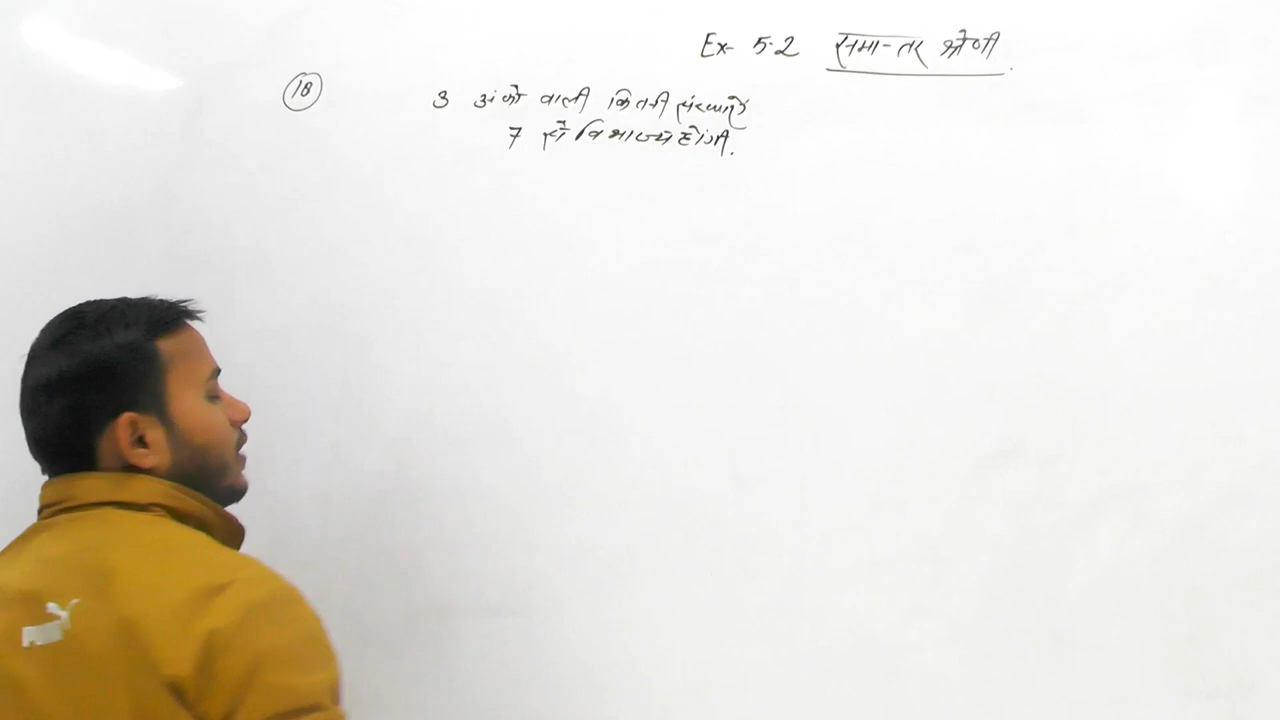 Ex- 5.2 समान्तर श्रेणी
18 3 अंको वाली कितनी संख्याऐं
7 से विभाज्य होंगी.